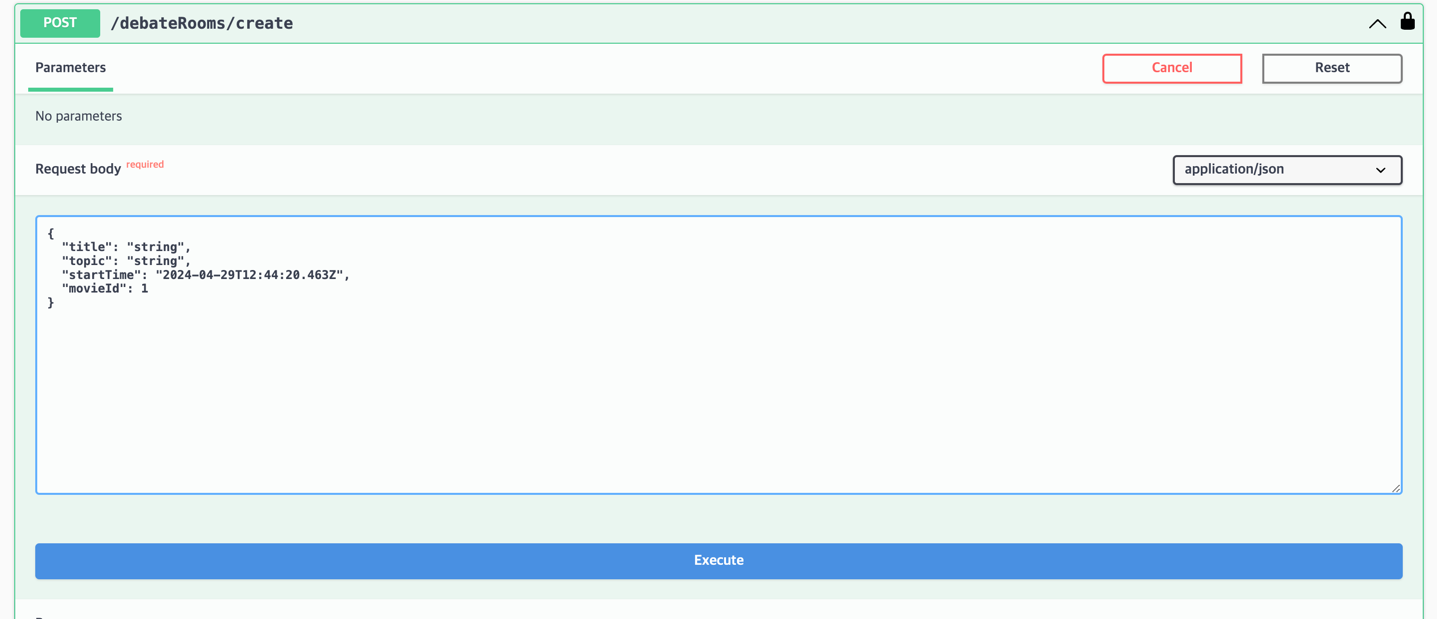 POST /debateRooms/create
Parameters
Cancel
Reset
No parameters
Request body required
application/json
{
  "title": "string",
  "topic": "string",
  "startTime": "2024-04-29T12:44:20.463Z",
  "movieId": 1
}
Execute